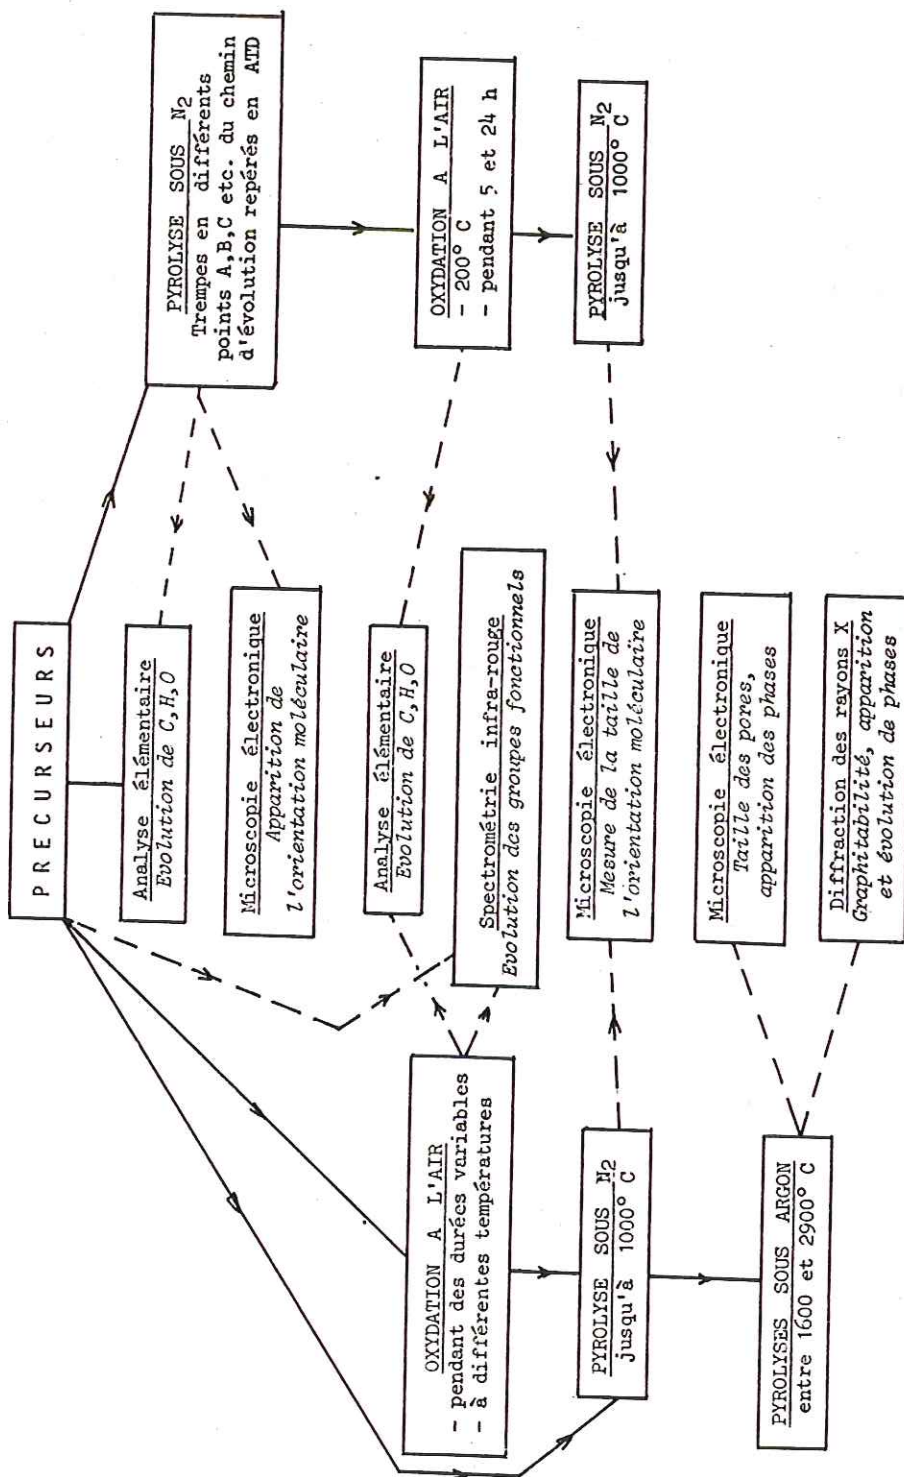 PRECURSEURS
Analyse élémentaire
Evolution de C,H,O
Microscopie électronique
Apparition de
l'orientation moléculaire
PYROLYSE SOUS N2
Trempes en différents
points A,B,C etc. du chemin
d'évolution repérés en ATD
OXYDATION A L'AIR
- pendant des durées variables
- à différentes températures
Analyse élémentaire
Evolution de C,H,O
Spectrométrie infra-rouge
Evolution des groupes fonctionnels
OXYDATION A L'AIR
- 200° C
- pendant 5 et 24 h
PYROLYSE SOUS N2
jusqu'à 1000° C
Microscopie électronique
Mesure de la taille de
l'orientation moléculaire
PYROLYSE SOUS N2
jusqu'à 1000° C
PYROLYSES SOUS ARGON
entre 1600 et 2900° C
Microscopie électronique
Taille des pores,
apparition des phases
Diffraction des rayons X
Graphitabilité, apparition
et évolution de phases